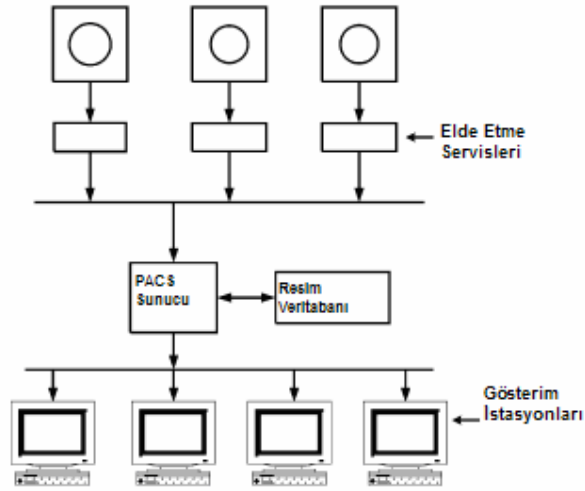 Elde Etme
Servisleri
PACS
Sunucu
Resim
Veritabanı
Gösterim
İstasyonları